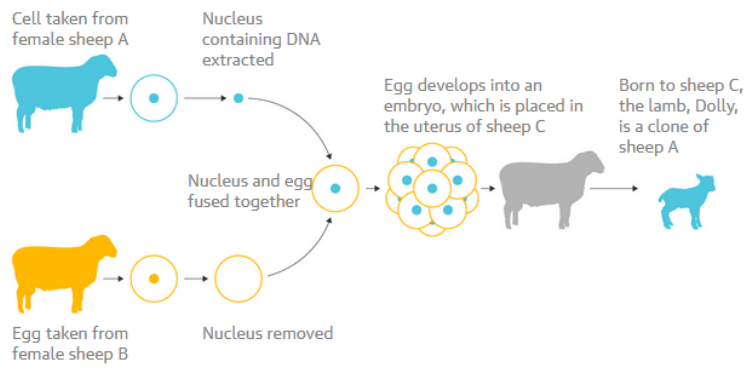 Cell taken from
female sheep A
Nucleus
containing DNA
extracted
Egg develops into an
embryo, which is placed in
the uterus of sheep C
Born to sheep C,
the lamb, Dolly,
is a clone of
sheep A
Nucleus and egg
fused together
Egg taken from
female sheep B
Nucleus removed